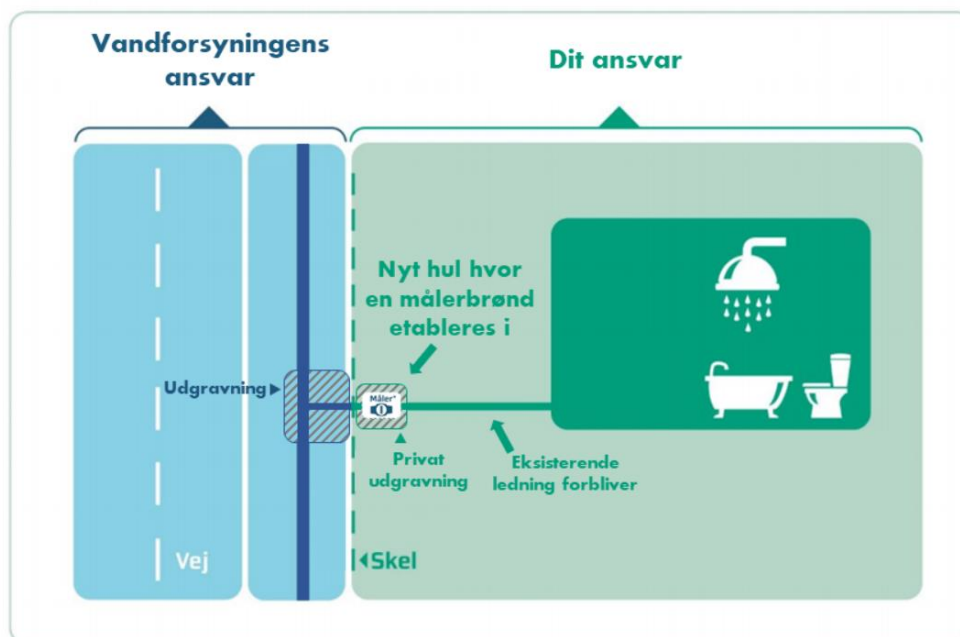 Vandforsyningens
ansvar
Dit ansvar
Nyt hul hvor
en målerbrønd
etableres i
Udgravning
Måler*
Privat
udgravning
Eksisterende
ledning forbliver
Vej
Skel